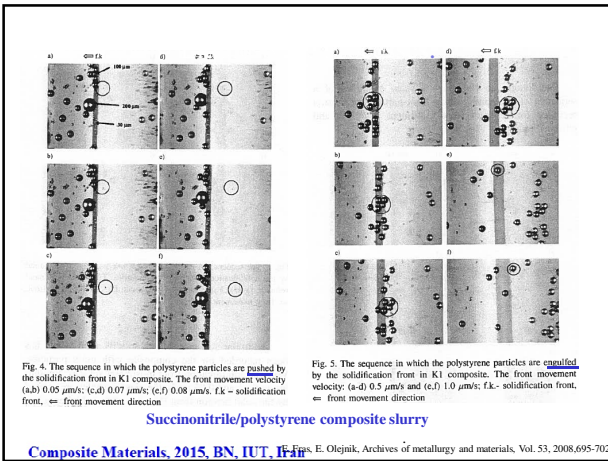 a)
⇐ f.k
d)
100 μm
200 μm
30 μm
b)
e)
c)
f)
Fig. 4. The sequence in which the polystyrene particles are pushed by
the solidification front in K1 composite. The front movement velocity
(a,b) 0.05 μm/s; (c,d) 0.07 μm/s; (e,f) 0.08 μm/s. f.k – solidification
front, ⇐ front movement direction
a)
⇐ f.k
d)
⇐ f.k
b)
e)
c)
f)
Fig. 5. The sequence in which the polystyrene particles are engulfed
by the solidification front in K1 composite. The front movement
velocity: (a-d) 0.5 μm/s and (e,f) 1.0 μm/s; f.k.- solidification front,
⇐ front movement direction
Succinonitrile/polystyrene composite slurry
Composite Materials, 2015, BN, IUT, Iran
E. Fras, E. Olejnik, Archives of metallurgy and materials, Vol. 53, 2008,695-702